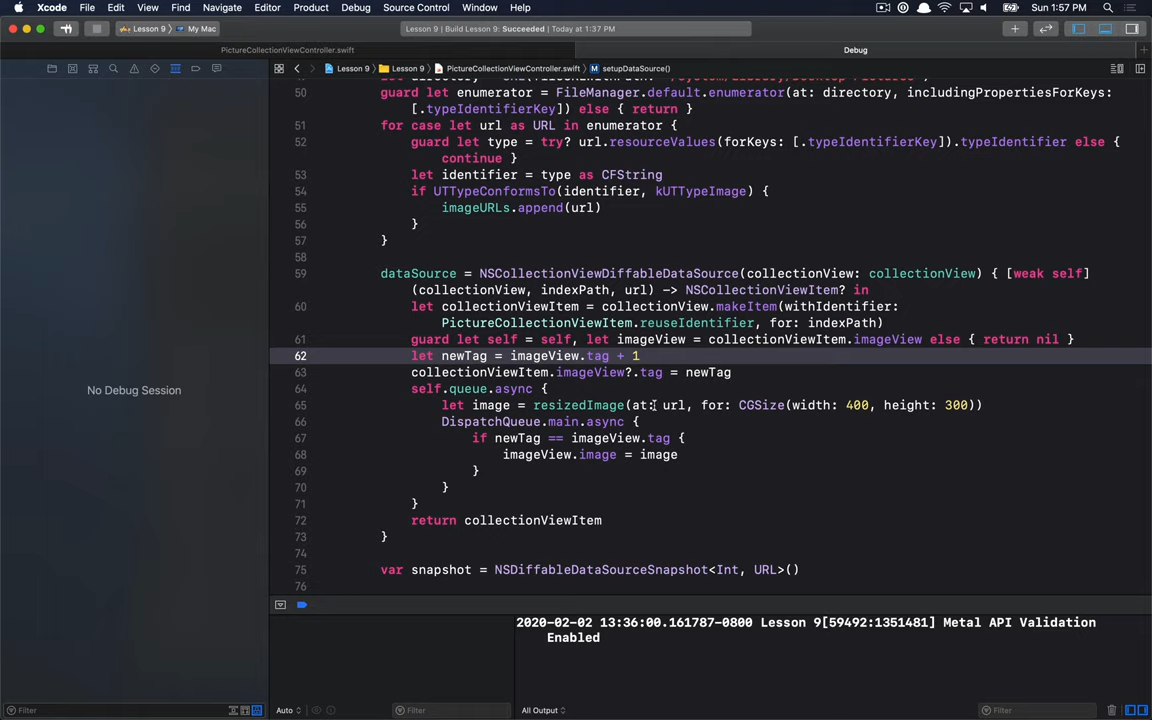 Xcode File Edit View Find Navigate Editor Product Debug Source Control Window Help Sun 1:57 PM
Lesson 9 My Mac Lesson 9 | Build Lesson 9: Succeeded | Today at 1:37 PM
PictureCollectionViewController.swift Debug
Lesson 9 Lesson 9 PictureCollectionViewController.swift M setupDataSource()
50 guard let enumerator = FileManager.default.enumerator(at: directory, includingPropertiesForKeys:
[.typeIdentifierKey]) else { return }
51 for case let url as URL in enumerator {
52 guard let type = try? url.resourceValues(forKeys: [.typeIdentifierKey]).typeIdentifier else {
continue }
53 let identifier = type as CFString
54 if UTTypeConformsTo(identifier, kUTTypeImage) {
55 imageURLs.append(url)
56 }
57 }
58
59 dataSource = NSCollectionViewDiffableDataSource(collectionView: collectionView) { [weak self]
(collectionView, indexPath, url) -> NSCollectionViewItem? in
60 let collectionViewItem = collectionView.makeItem(withIdentifier:
PictureCollectionViewItem.reuseIdentifier, for: indexPath)
61 guard let self = self, let imageView = collectionViewItem.imageView else { return nil }
62 let newTag = imageView.tag + 1
63 collectionViewItem.imageView?.tag = newTag
64 self.queue.async {
65 let image = resizedImage(at: url, for: CGSize(width: 400, height: 300))
66 DispatchQueue.main.async {
67 if newTag == imageView.tag {
68 imageView.image = image
69 }
70 }
71 }
72 return collectionViewItem
73 }
74
75 var snapshot = NSDiffableDataSourceSnapshot<Int, URL>()
76
No Debug Session
2020-02-02 13:36:00.161787-0800 Lesson 9[59492:1351481] Metal API Validation
Enabled
Filter Auto Filter All Output Filter